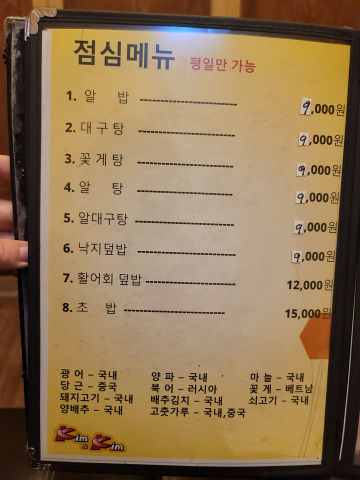 점심메뉴 평일만 가능
1. 알 밥 ---------------------- 9,000원
2. 대구탕 ---------------------- 9,000원
3. 꽃게탕 ---------------------- 9,000원
4. 알 탕 ---------------------- 9,000원
5. 알대구탕 ---------------------- 9,000원
6. 낙지덮밥 ---------------------- 9,000원
7. 활어회 덮밥 -------------------- 12,000원
8. 초 밥 ----------------------- 15,000원
광 어 – 국내 양 파 – 국내 마 늘 – 국내
당 근 – 중국 북 어 – 러시아 꽃 게 – 베트남
돼지고기 – 국내 배추김치 – 국내 쇠고기 – 국내
양배추 – 국내 고춧가루 – 국내,중국
Kim & Kim